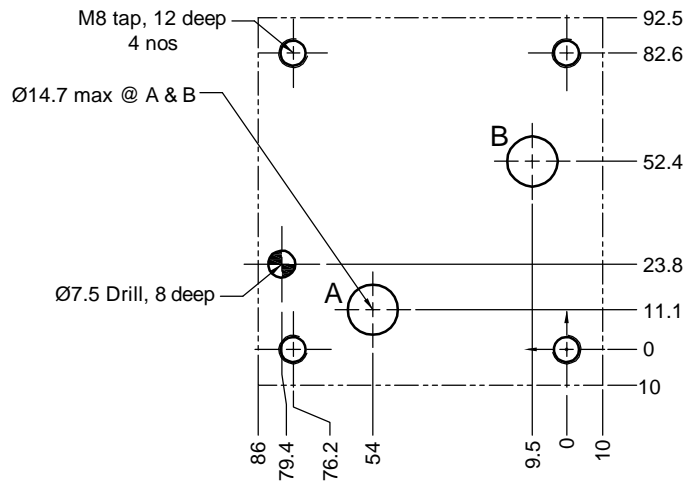 M8 tap, 12 deep
4 nos
92.5
82.6
Ø14.7 max @ A & B
B
52.4
23.8
Ø7.5 Drill, 8 deep
A
11.1
0
10
86
79.4
76.2
54
9.5
0
10